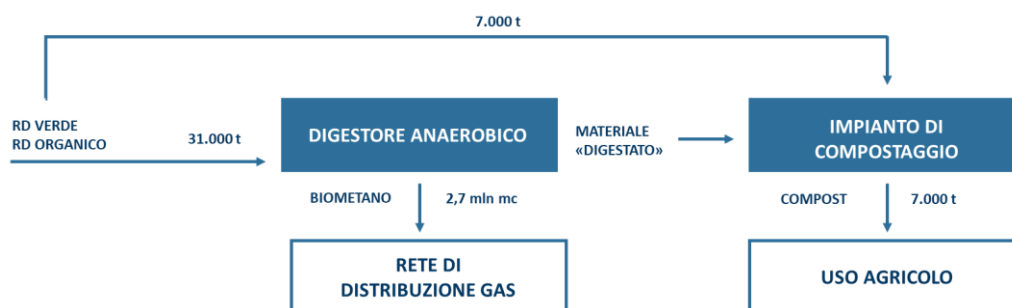 7.000 t
RD VERDE
RD ORGANICO
31.000 t
DIGESTORE ANAEROBICO
MATERIALE
«DIGESTATO»
IMPIANTO DI
COMPOSTAGGIO
BIOMETANO
2,7 mln mc
COMPOST
7.000 t
RETE DI
DISTRIBUZIONE GAS
USO AGRICOLO